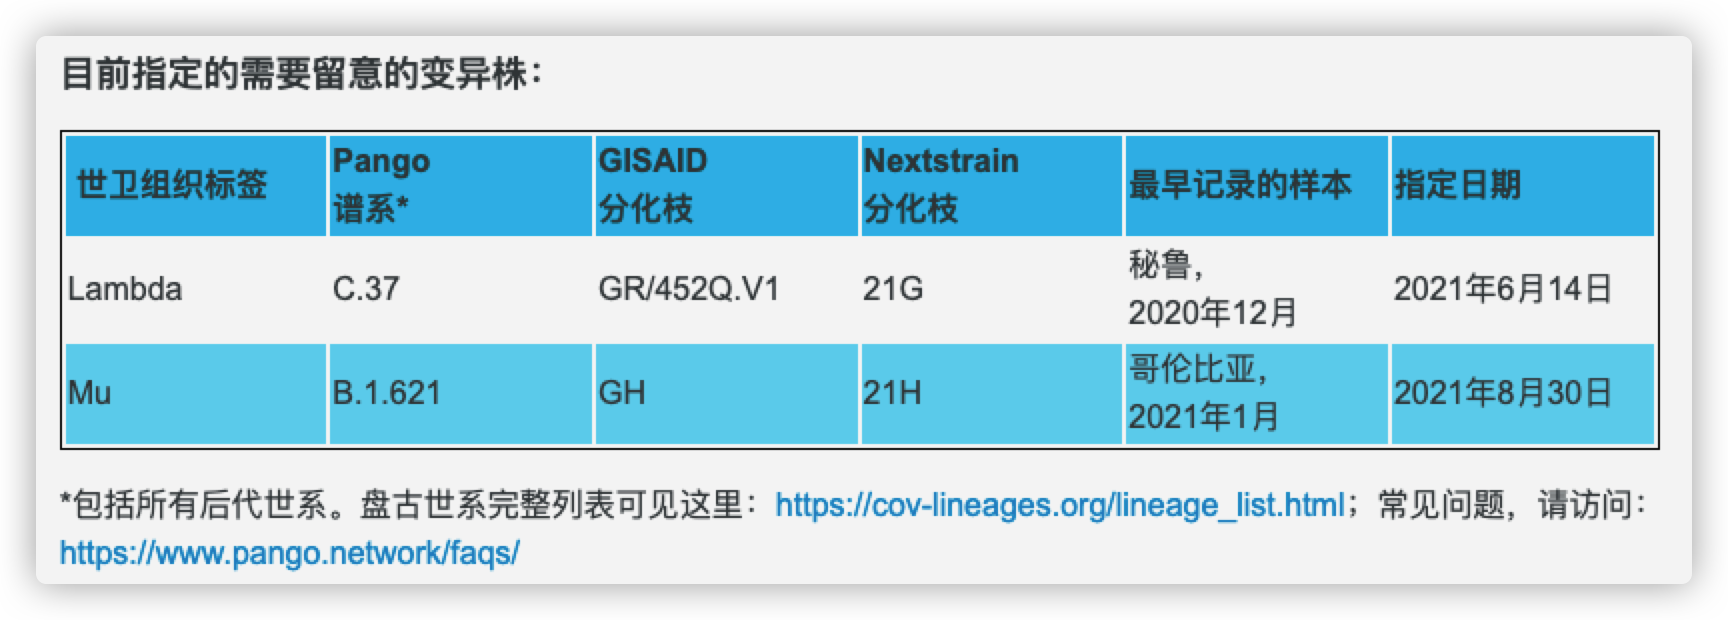 目前指定的需要留意的变异株：
世卫组织标签
Pango
谱系*
GISAID
分化枝
Nextstrain
分化枝
最早记录的样本
指定日期
Lambda
C.37
GR/452Q.V1
21G
秘鲁，
2020年12月
2021年6月14日
Mu
B.1.621
GH
21H
哥伦比亚，
2021年1月
2021年8月30日
*包括所有后代世系。盘古世系完整列表可见这里：https://cov-lineages.org/lineage_list.html；常见问题，请访问：
https://www.pango.network/faqs/